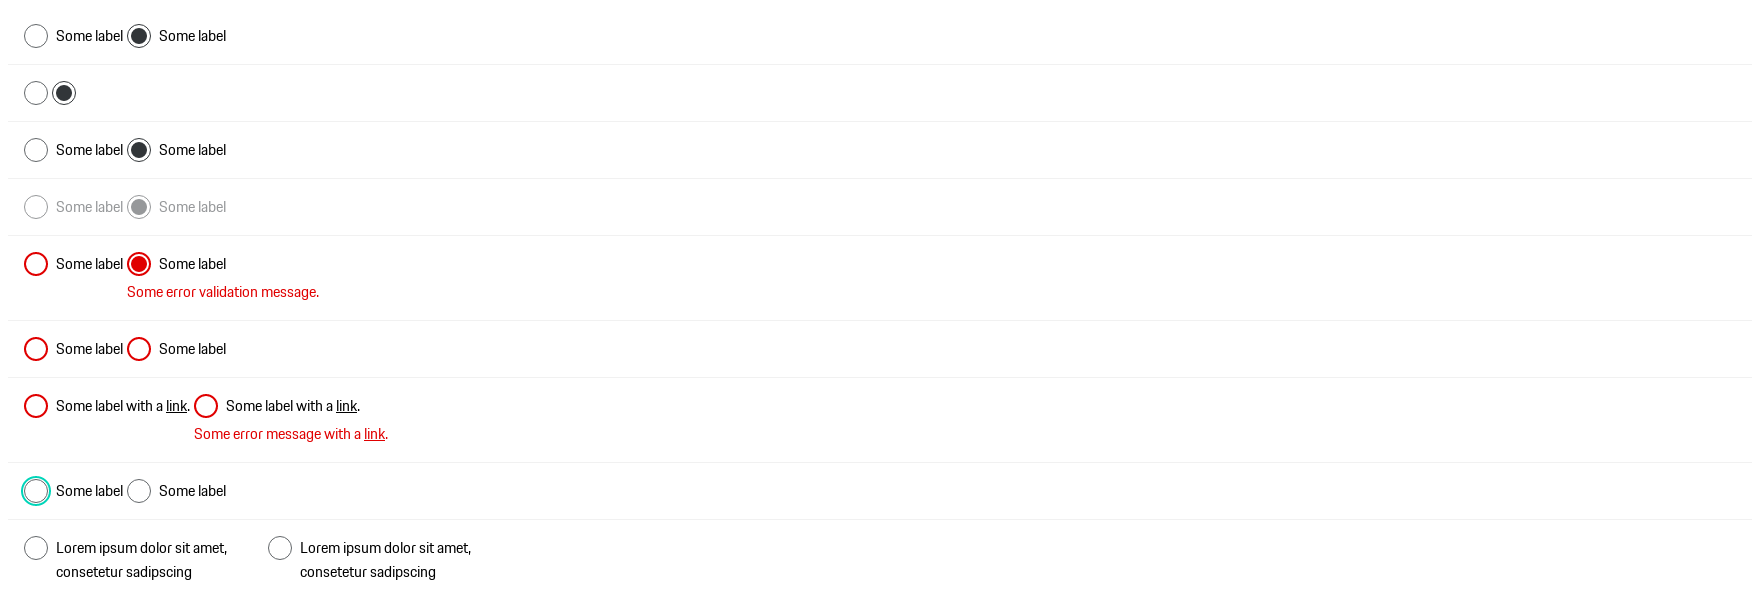 Some label Some label
Some label Some label
Some label Some label
Some label Some label
Some error validation message.
Some label Some label
Some label with a link. Some label with a link.
Some error message with a link.
Some label Some label
Lorem ipsum dolor sit amet, Lorem ipsum dolor sit amet,
consetetur sadipscing consetetur sadipscing